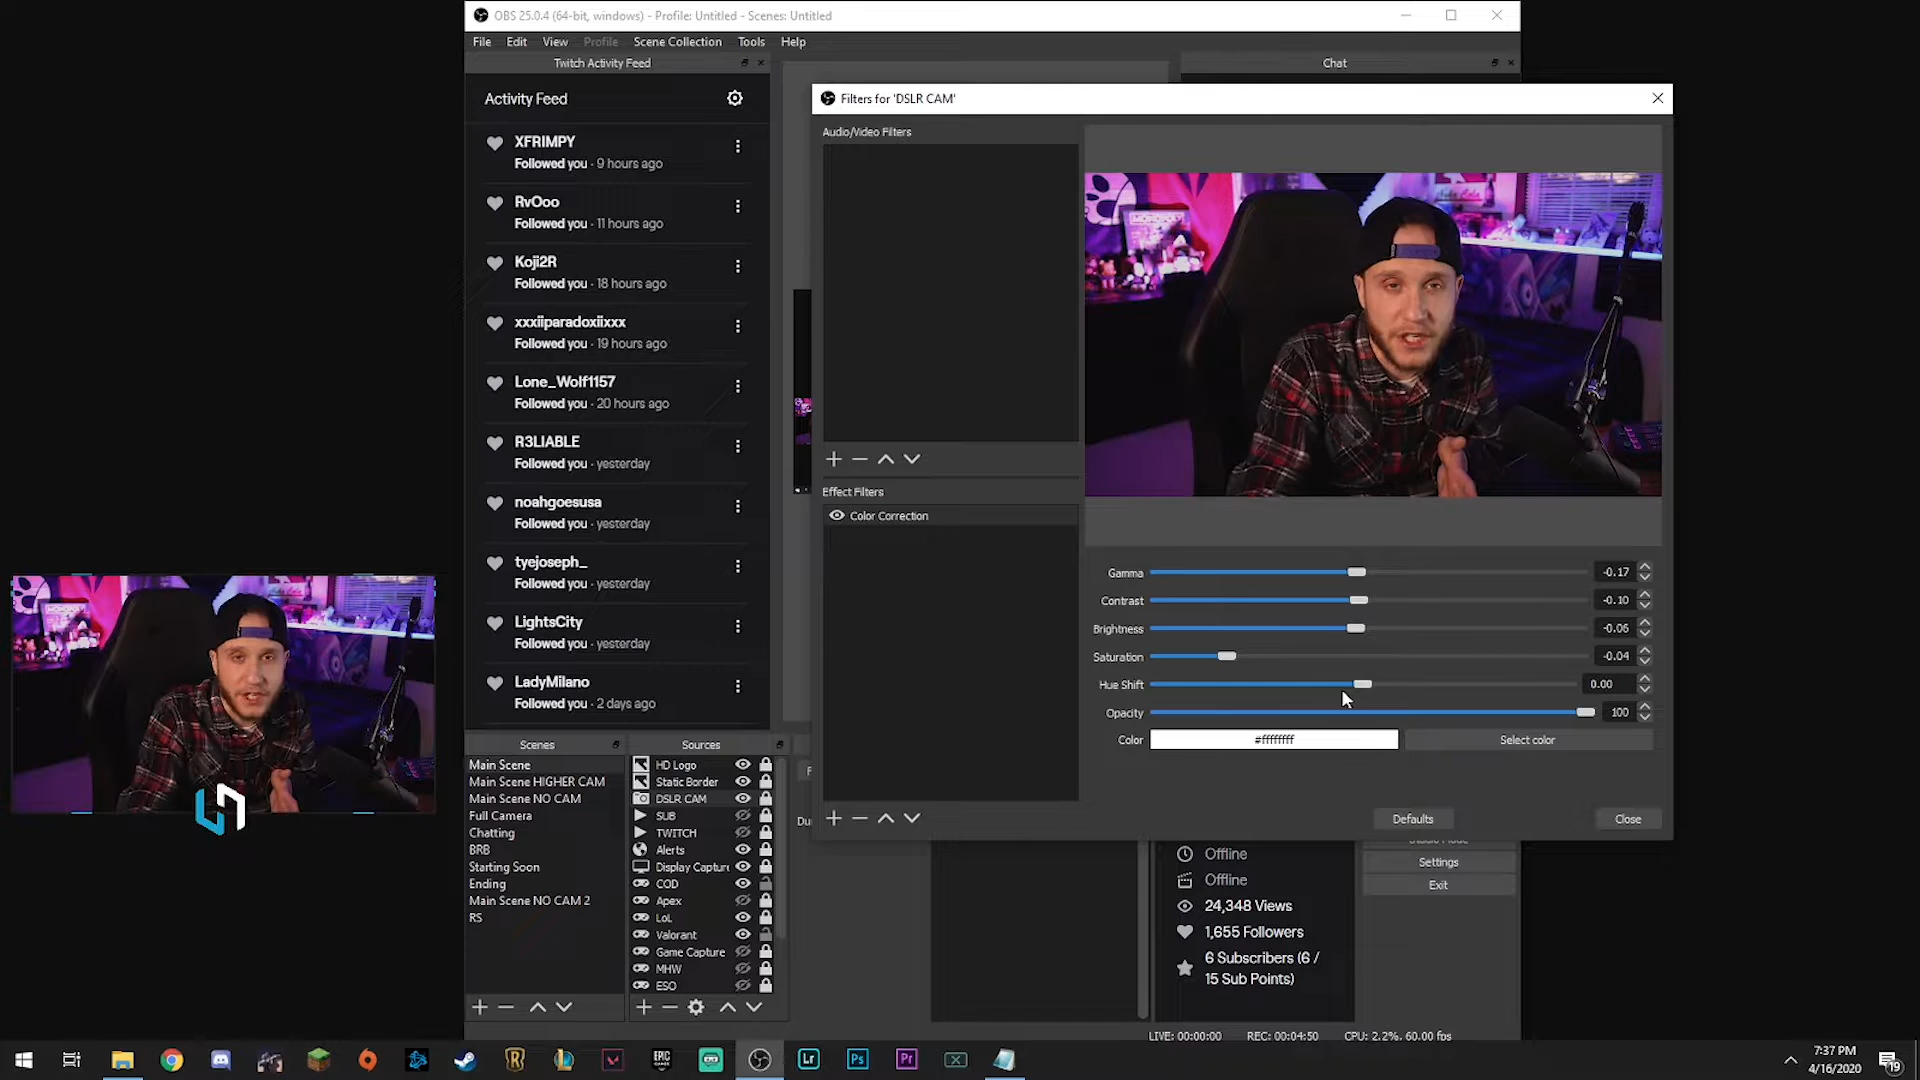 OBS 25.0.4 (64-bit, windows) - Profile: Untitled - Scenes: Untitled
File Edit View Profile Scene Collection Tools Help
Twitch Activity Feed
Chat
Activity Feed
XFRIMPY
Followed you · 9 hours ago
RvOoo
Followed you · 11 hours ago
Koji2R
Followed you · 18 hours ago
xxxiiparadoxiixxx
Followed you · 19 hours ago
Lone_Wolf1157
Followed you · 20 hours ago
R3LIABLE
Followed you · yesterday
noahgoesusa
Followed you · yesterday
tyejoseph_
Followed you · yesterday
LightsCity
Followed you · yesterday
LadyMilano
Followed you · 2 days ago
Filters for 'DSLR CAM'
Audio/Video Filters
Effect Filters
Color Correction
Gamma -0.17
Contrast -0.10
Brightness -0.06
Saturation -0.04
Hue Shift 0.00
Opacity 100
Color #ffffffff Select color
Defaults Close
Scenes
Main Scene
Main Scene HIGHER CAM
Main Scene NO CAM
Full Camera
Chatting
BRB
Starting Soon
Ending
Main Scene NO CAM 2
RS
Sources
HD Logo
Static Border
DSLR CAM
SUB
TWITCH
Alerts
Display Capture
COD
Apex
LoL
Valorant
Game Capture
MHW
ESO
Du
Studio Mode
Settings
Exit
Offline
Offline
24,348 Views
1,655 Followers
6 Subscribers (6 /
15 Sub Points)
LIVE: 00:00:00 REC: 00:04:50 CPU: 2.2%, 60.00 fps
EPIC
Lr
Ps
Pr
7:37 PM
4/16/2020
19